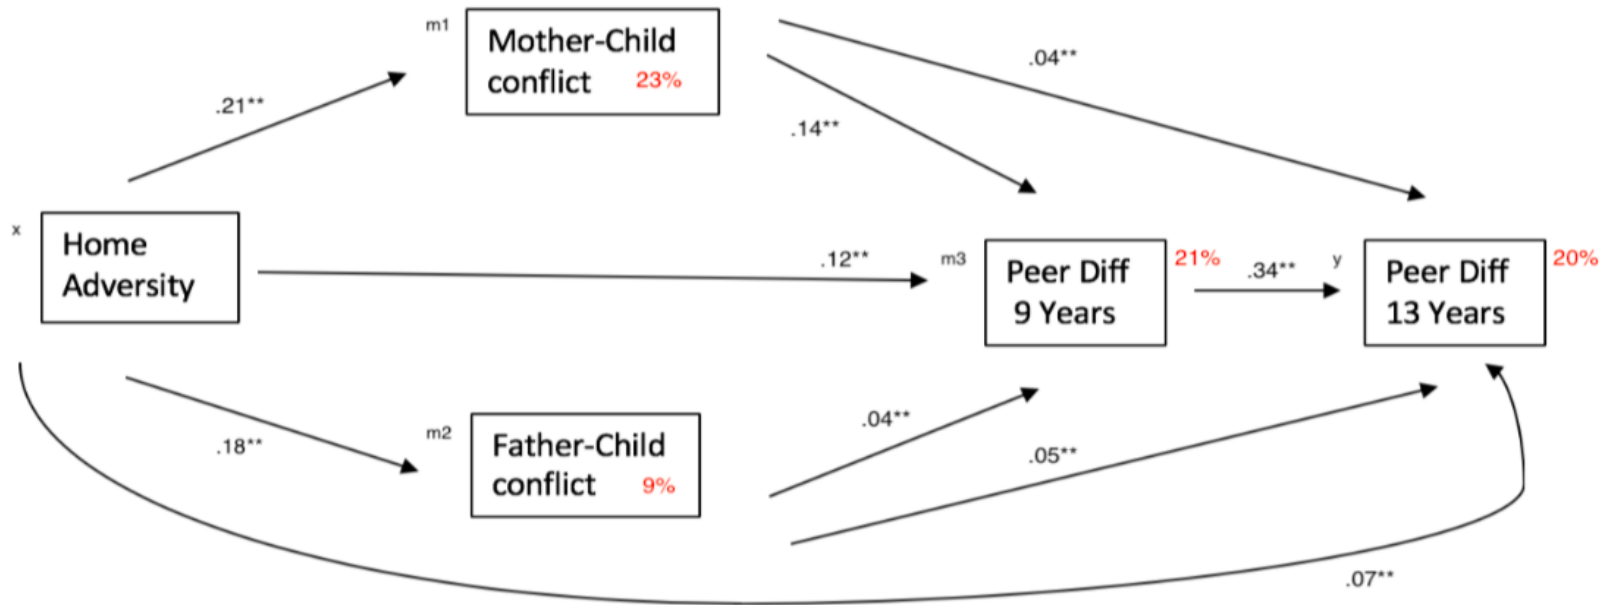 m1
Mother-Child
conflict 23%
.04**
.21**
.14**
x
Home
Adversity
.12**
m3
Peer Diff
9 Years
21%
.34**
y
Peer Diff
13 Years
20%
.18**
m2
Father-Child
conflict 9%
.04**
.05**
.07**